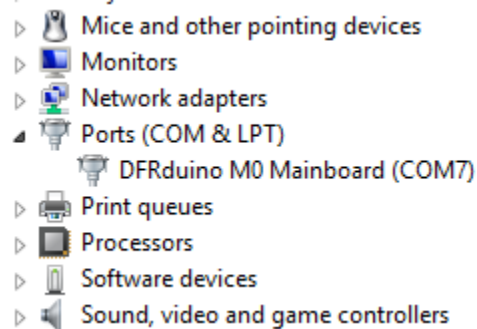 Mice and other pointing devices
Monitors
Network adapters
Ports (COM & LPT)
DFRduino M0 Mainboard (COM7)
Print queues
Processors
Software devices
Sound, video and game controllers